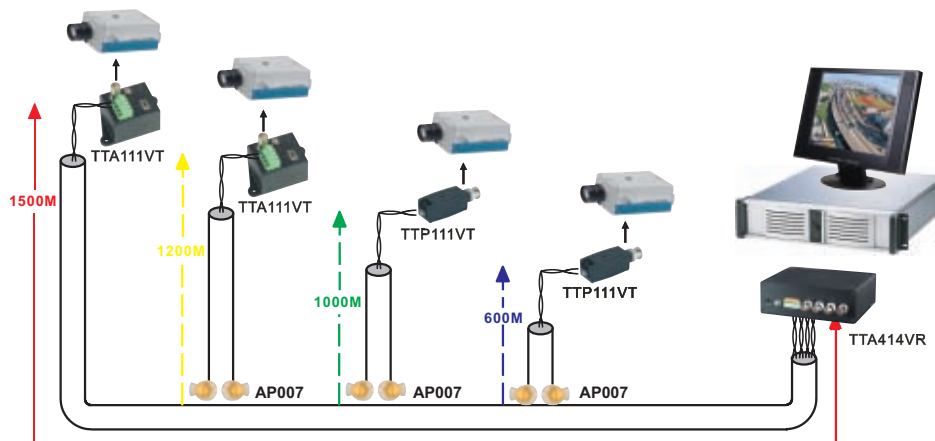 TTA111VT
TTA111VT
TTP111VT
TTP111VT
1500M
1200M
1000M
600M
TTA414VR
AP007
AP007
AP007